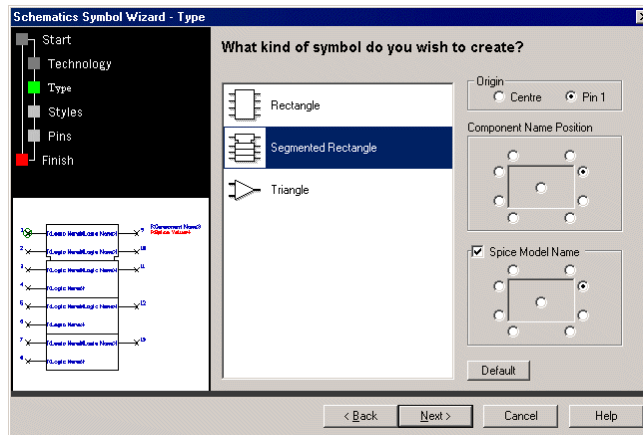 Schematics Symbol Wizard - Type
Start
Technology
Type
Styles
Pins
Finish
What kind of symbol do you wish to create?
Rectangle
Segmented Rectangle
Triangle
Origin
Centre
Pin 1
Component Name Position
Spice Model Name
Default
< Back
Next >
Cancel
Help